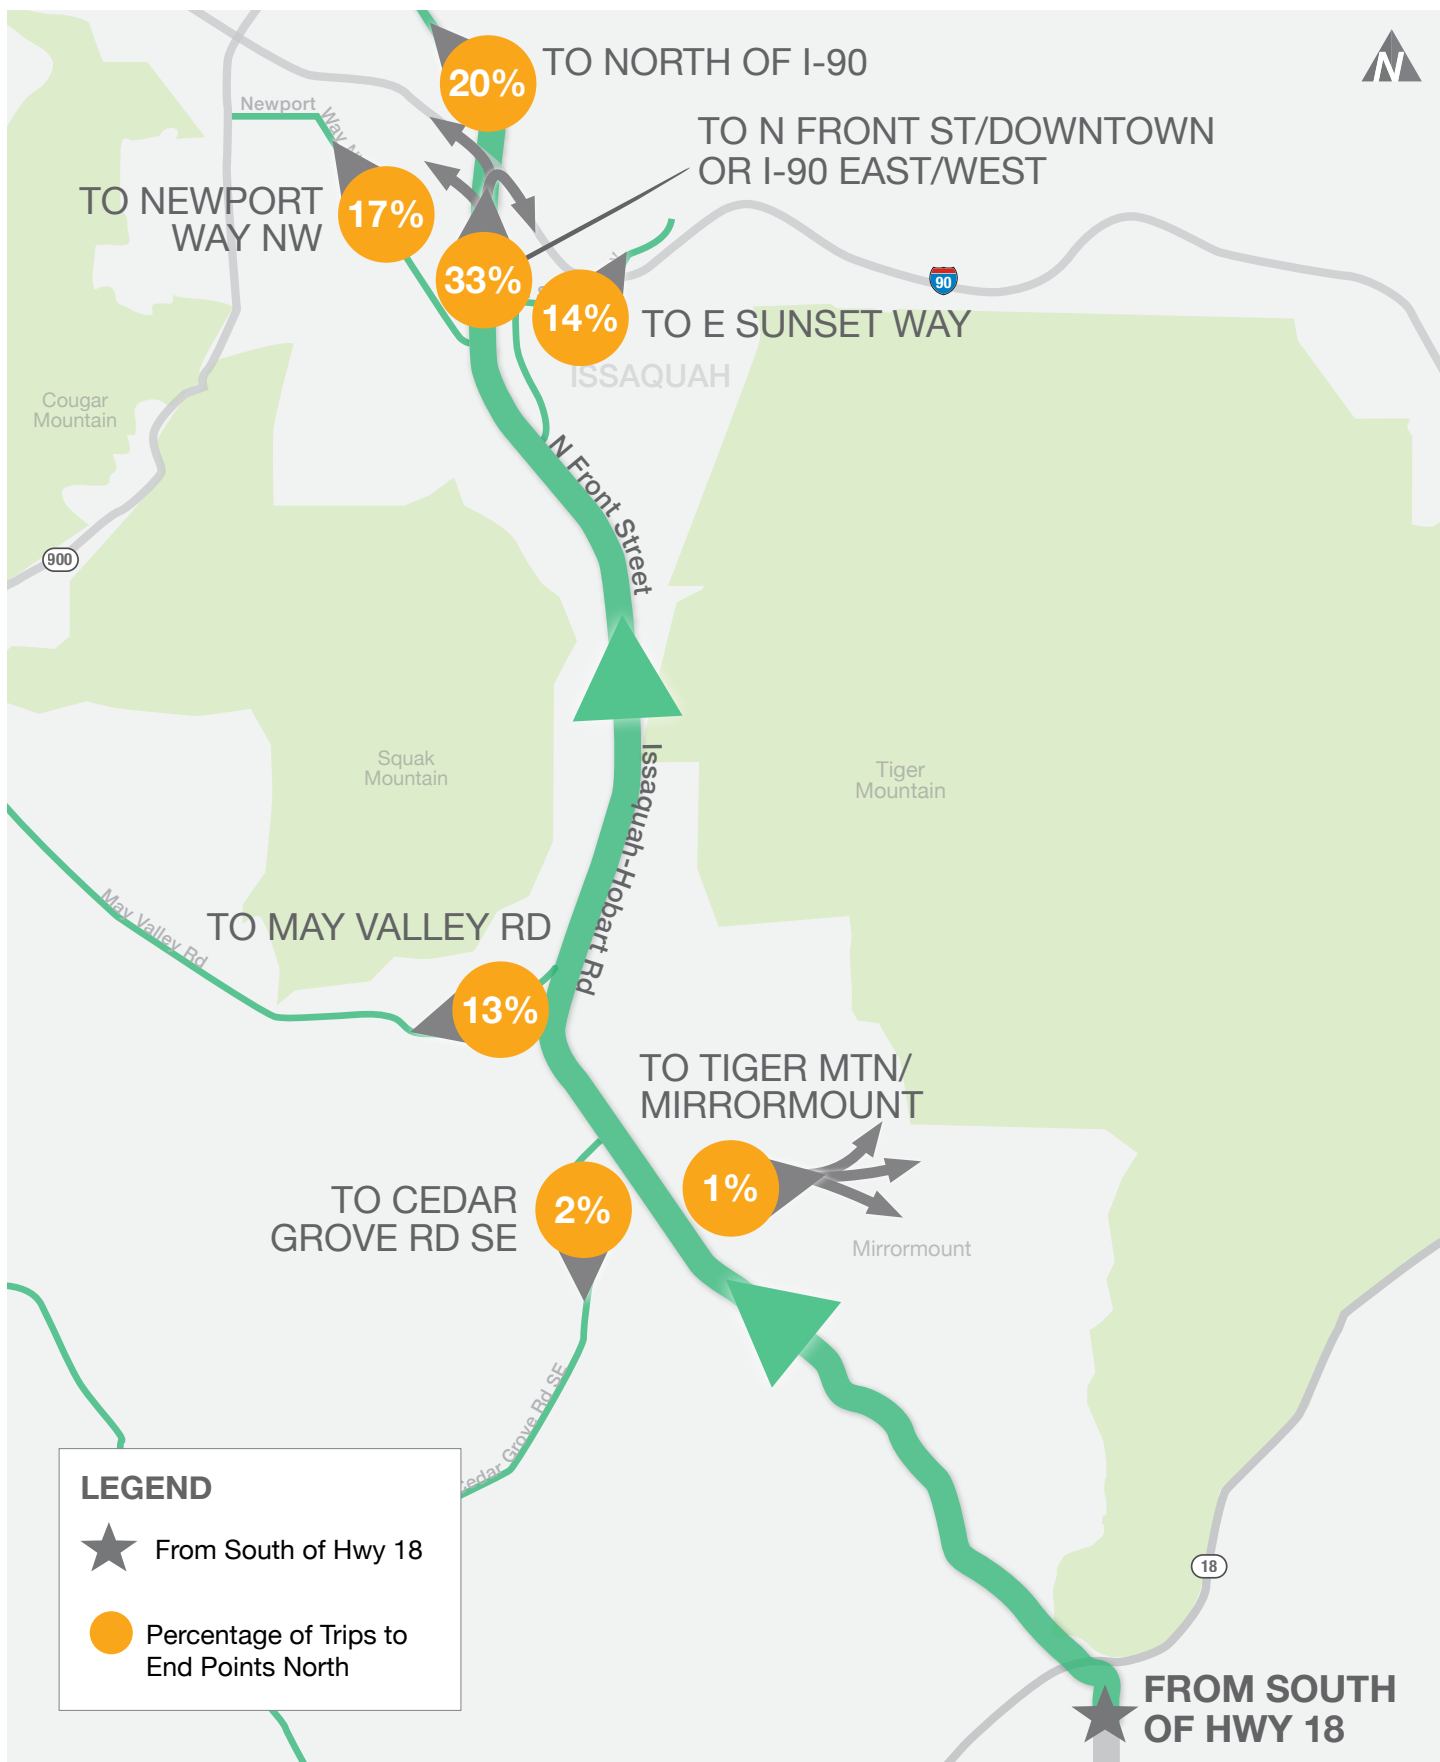 20%
TO NORTH OF I-90
N
Newport
Way N
TO N FRONT ST/DOWNTOWN
OR I-90 EAST/WEST
TO NEWPORT
WAY NW
17%
33%
90
14%
TO E SUNSET WAY
ISSAQUAH
Cougar
Mountain
N Front Street
900
Squak
Mountain
Tiger
Mountain
Issaquah-Hobart Rd
May Valley Rd
TO MAY VALLEY RD
13%
TO TIGER MTN/
MIRRORMOUNT
1%
TO CEDAR
GROVE RD SE
2%
Mirrormount
Cedar Grove Rd SE
LEGEND
From South of Hwy 18
Percentage of Trips to
End Points North
18
FROM SOUTH
OF HWY 18